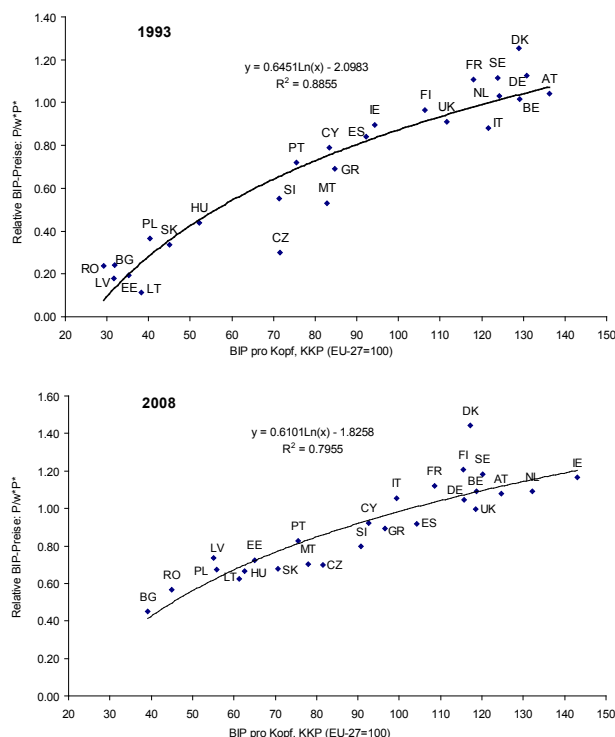 1993
y = 0.6451Ln(x) - 2.0983
R² = 0.8855
Relative BIP-Preise: P/w*P*
1.40
1.20
1.00
0.80
0.60
0.40
0.20
0.00
DK
FR
SE
DE
AT
NL
BE
FI
UK
IT
IE
ES
CY
PT
GR
SI
MT
HU
CZ
PL
SK
RO
BG
LV
EE
LT
20 30 40 50 60 70 80 90 100 110 120 130 140 150
BIP pro Kopf, KKP (EU-27=100)
2008
y = 0.6101Ln(x) - 1.8258
R² = 0.7955
Relative BIP-Preise: P/w*P*
1.60
1.40
1.20
1.00
0.80
0.60
0.40
0.20
0.00
DK
FI
SE
IE
FR
BE
IT
DE
AT
NL
UK
CY
GR
ES
PT
SI
LV
EE
MT
RO
PL
LT
HU
SK
CZ
BG
20 30 40 50 60 70 80 90 100 110 120 130 140 150
BIP pro Kopf, KKP (EU-27=100)